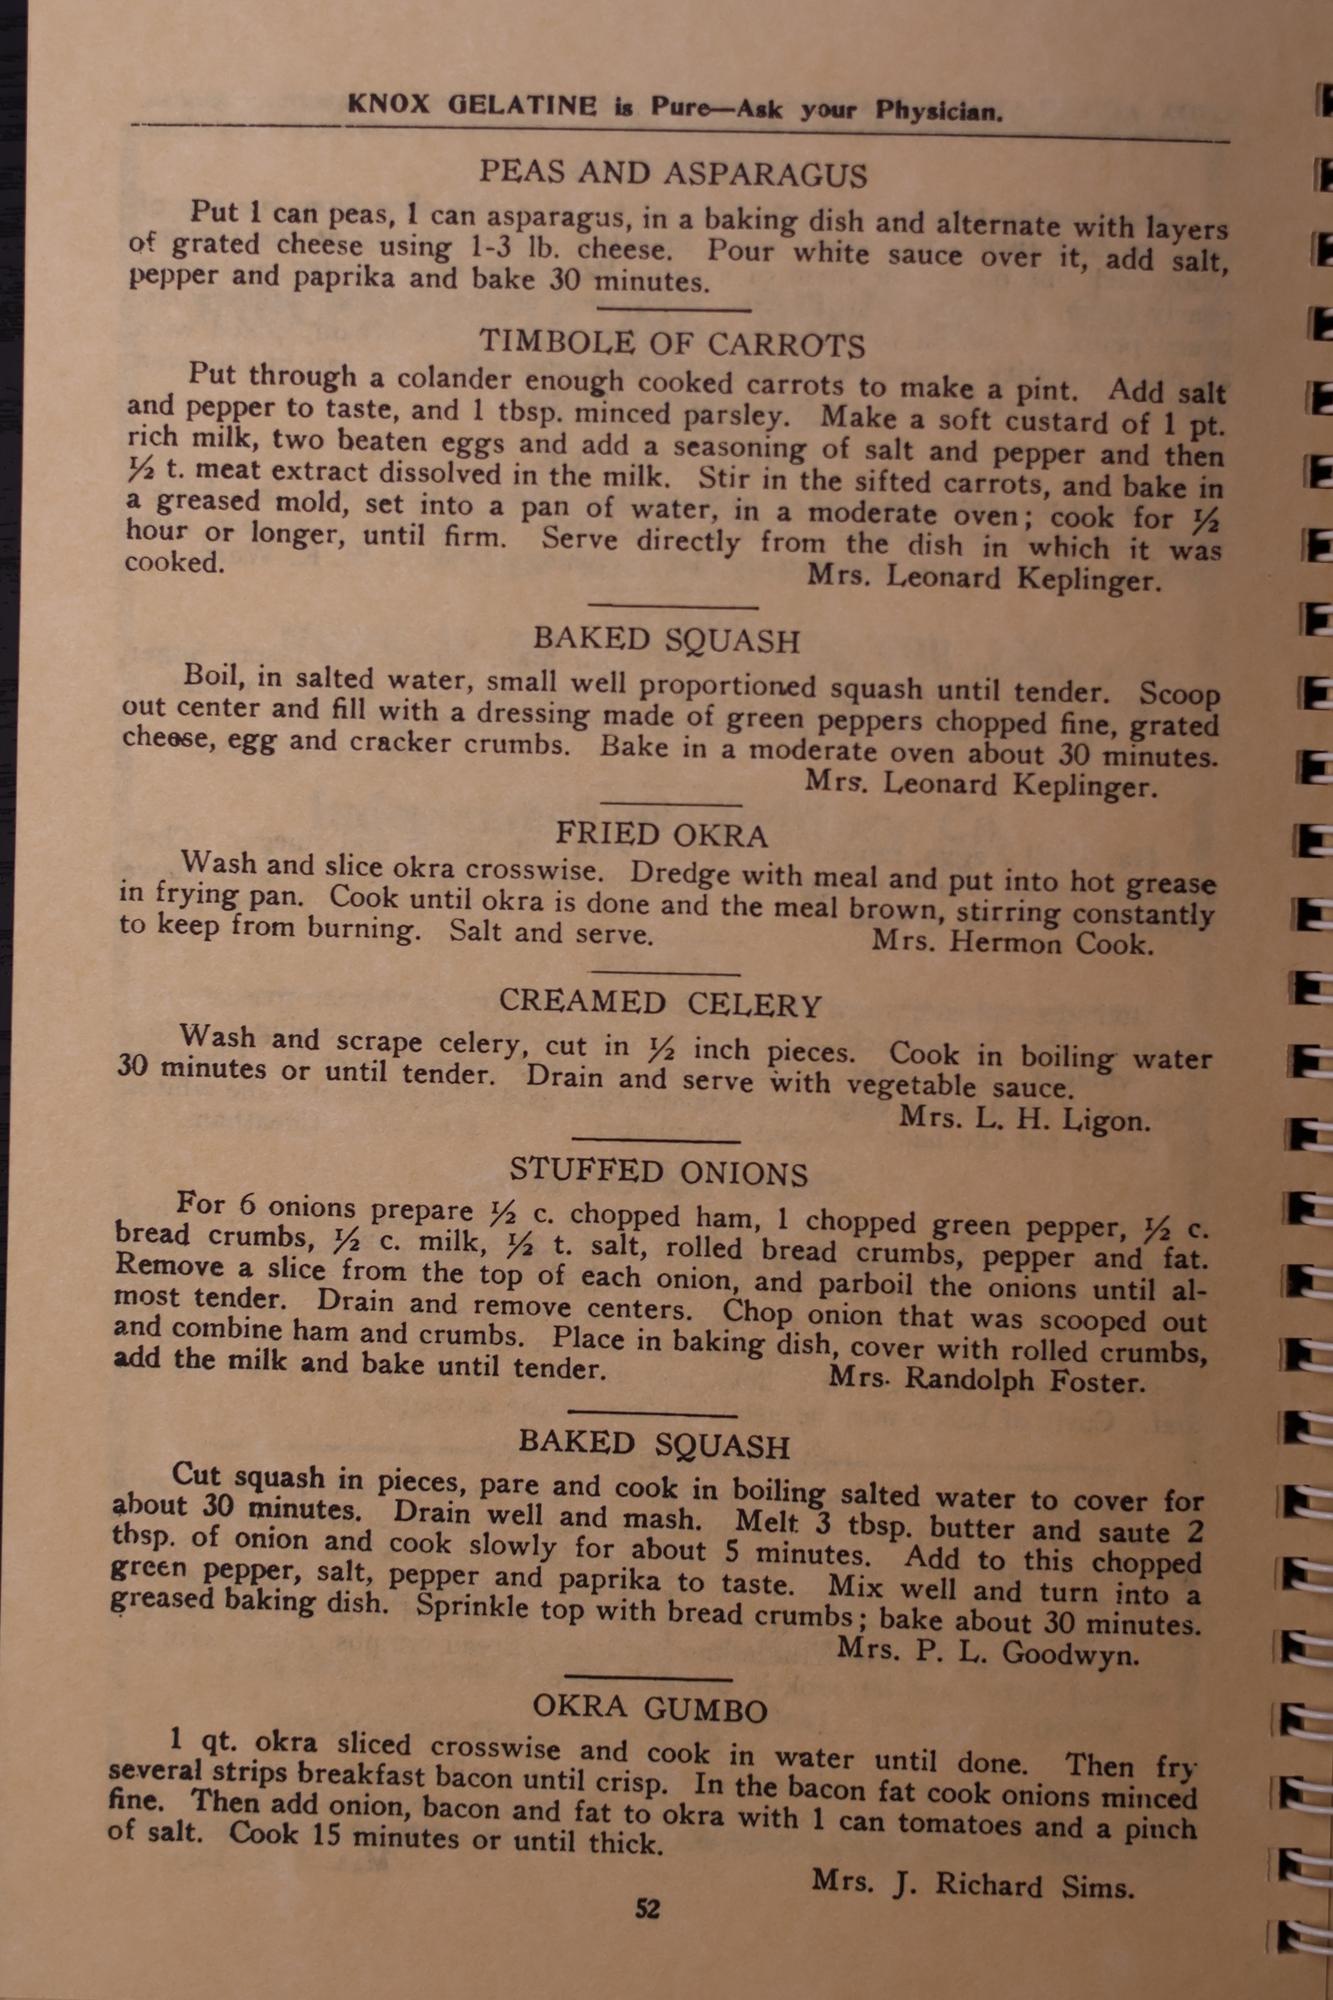 KNOX GELATINE is Pure—Ask your Physician.
PEAS AND ASPARAGUS
Put 1 can peas, 1 can asparagus, in a baking dish and alternate with layers
of grated cheese using 1-3 lb. cheese. Pour white sauce over it, add salt,
pepper and paprika and bake 30 minutes.
TIMBOLE OF CARROTS
Put through a colander enough cooked carrots to make a pint. Add salt
and pepper to taste, and 1 tbsp. minced parsley. Make a soft custard of 1 pt.
rich milk, two beaten eggs and add a seasoning of salt and pepper and then
½ t. meat extract dissolved in the milk. Stir in the sifted carrots, and bake in
a greased mold, set into a pan of water, in a moderate oven; cook for ½
hour or longer, until firm. Serve directly from the dish in which it was
cooked. Mrs. Leonard Keplinger.
BAKED SQUASH
Boil, in salted water, small well proportioned squash until tender. Scoop
out center and fill with a dressing made of green peppers chopped fine, grated
cheese, egg and cracker crumbs. Bake in a moderate oven about 30 minutes.
Mrs. Leonard Keplinger.
FRIED OKRA
Wash and slice okra crosswise. Dredge with meal and put into hot grease
in frying pan. Cook until okra is done and the meal brown, stirring constantly
to keep from burning. Salt and serve. Mrs. Hermon Cook.
CREAMED CELERY
Wash and scrape celery, cut in ½ inch pieces. Cook in boiling water
30 minutes or until tender. Drain and serve with vegetable sauce.
Mrs. L. H. Ligon.
STUFFED ONIONS
For 6 onions prepare ½ c. chopped ham, 1 chopped green pepper, ½ c.
bread crumbs, ½ c. milk, ½ t. salt, rolled bread crumbs, pepper and fat.
Remove a slice from the top of each onion, and parboil the onions until al-
most tender. Drain and remove centers. Chop onion that was scooped out
and combine ham and crumbs. Place in baking dish, cover with rolled crumbs,
add the milk and bake until tender. Mrs. Randolph Foster.
BAKED SQUASH
Cut squash in pieces, pare and cook in boiling salted water to cover for
about 30 minutes. Drain well and mash. Melt 3 tbsp. butter and saute 2
tbsp. of onion and cook slowly for about 5 minutes. Add to this chopped
green pepper, salt, pepper and paprika to taste. Mix well and turn into a
greased baking dish. Sprinkle top with bread crumbs; bake about 30 minutes.
Mrs. P. L. Goodwyn.
OKRA GUMBO
1 qt. okra sliced crosswise and cook in water until done. Then fry
several strips breakfast bacon until crisp. In the bacon fat cook onions minced
fine. Then add onion, bacon and fat to okra with 1 can tomatoes and a pinch
of salt. Cook 15 minutes or until thick.
Mrs. J. Richard Sims.
52